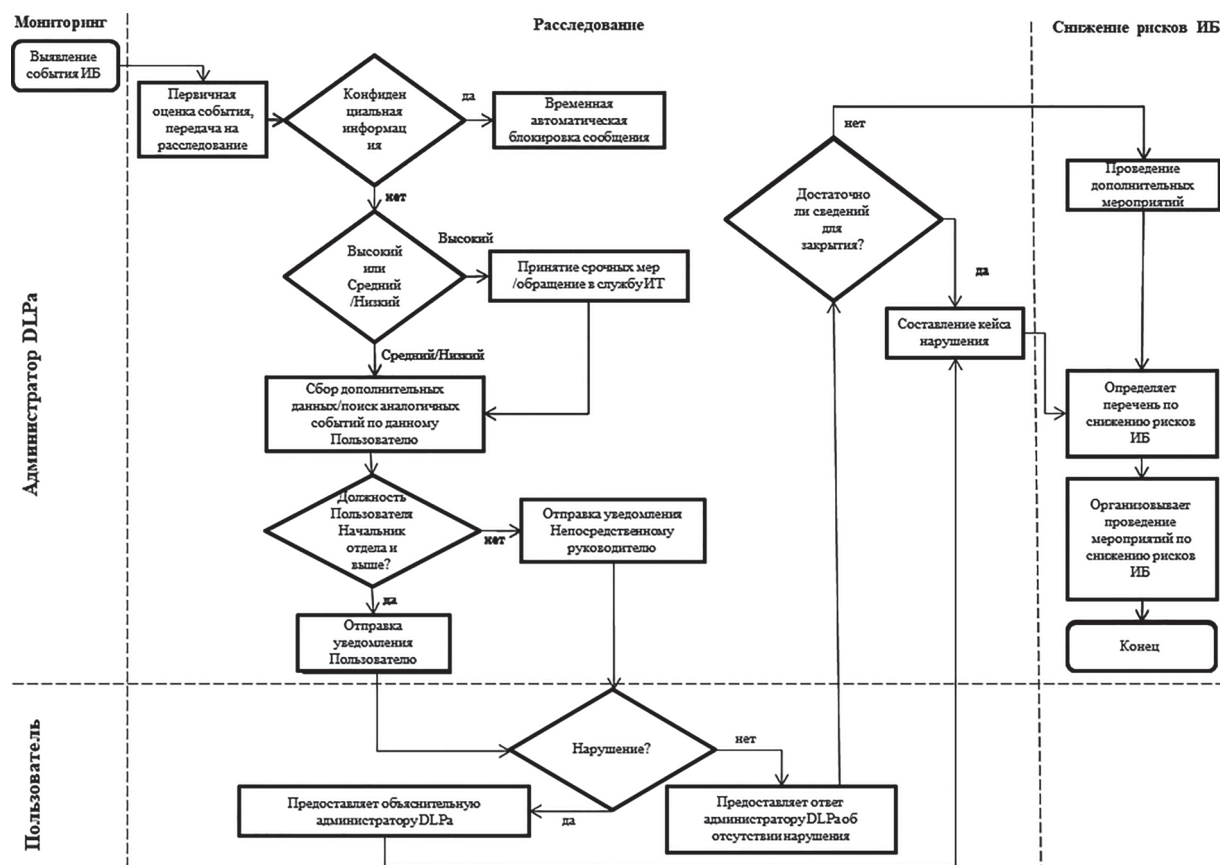 Мониторинг
Расследование
Снижение рисков ИБ
Администратор DLPа
Пользователь
Выявление
события ИБ
Первичная
оценка события,
передача на
расследование
Конфиден
циальная
информац
ия
да
Временная
автоматическая
блокировка сообщения
нет
Высокий
или
Средний
/Низкий
Высокий
Принятие срочных мер
/обращение в службу ИТ
Средний/Низкий
Сбор дополнительных
данных/поиск аналогичных
событий по данному
Пользователю
Должность
Пользователя
Начальник
отдела и
выше?
нет
Отправка уведомления
Непосредственному
руководителю
да
Отправка
уведомления
Пользователю
Нарушение?
нет
да
Предоставляет объяснительную
администратору DLPа
Предоставляет ответ
администратору DLPа об
отсутствии нарушения
Достаточно
ли сведений
для
закрытия?
нет
да
Составление кейса
нарушения
Проведение
дополнительных
мероприятий
Определяет
перечень по
снижению рисков
ИБ
Организовывает
проведение
мероприятий по
снижению рисков
ИБ
Конец